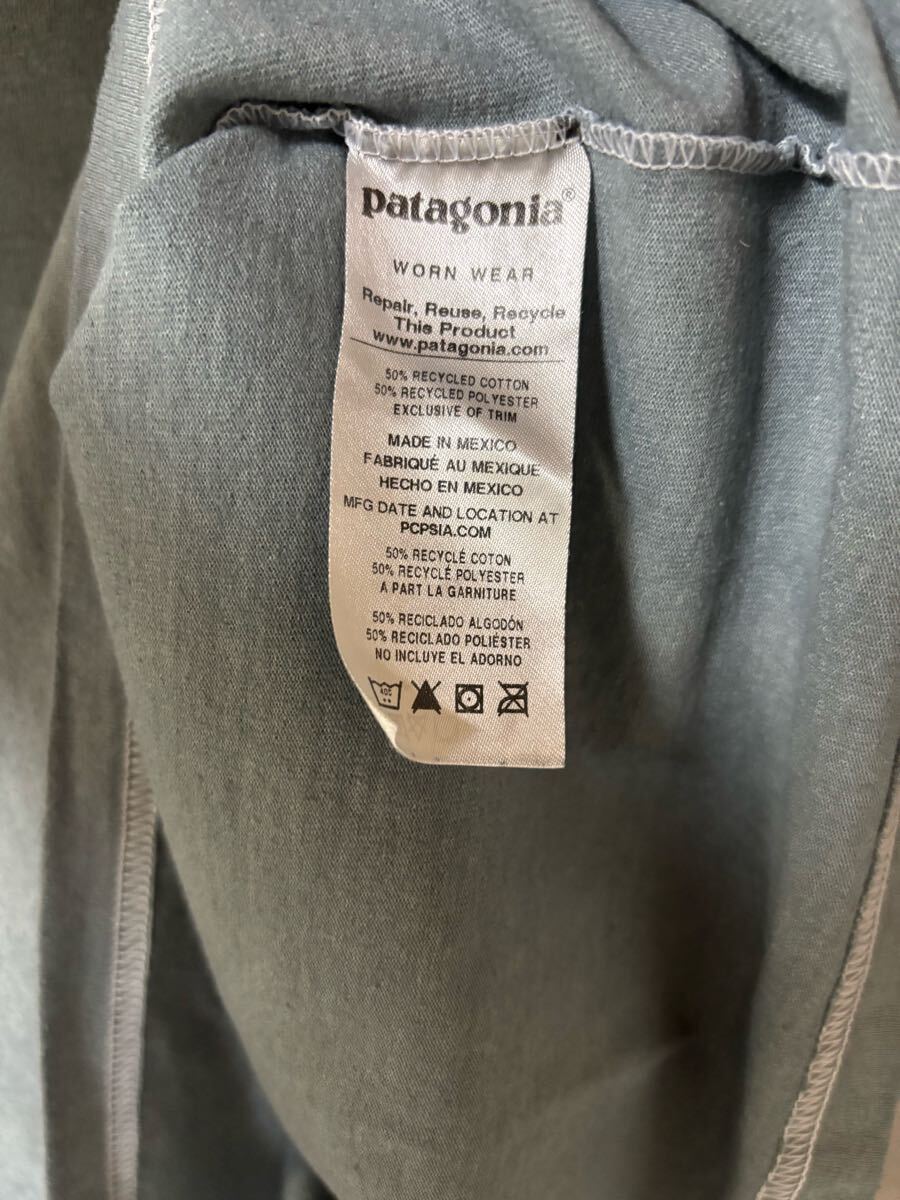 patagonia®
WORN WEAR
Repair, Reuse, Recycle
This Product
www.patagonia.com
50% RECYCLED COTTON
50% RECYCLED POLYESTER
EXCLUSIVE OF TRIM
MADE IN MEXICO
FABRIQUÉ AU MEXIQUE
HECHO EN MEXICO
MFG DATE AND LOCATION AT
PCPSIA.COM
50% RECYCLÉ COTON
50% RECYCLÉ POLYESTER
A PART LA GARNITURE
50% RECICLADO ALGODÓN
50% RECICLADO POLIÉSTER
NO INCLUYE EL ADORNO